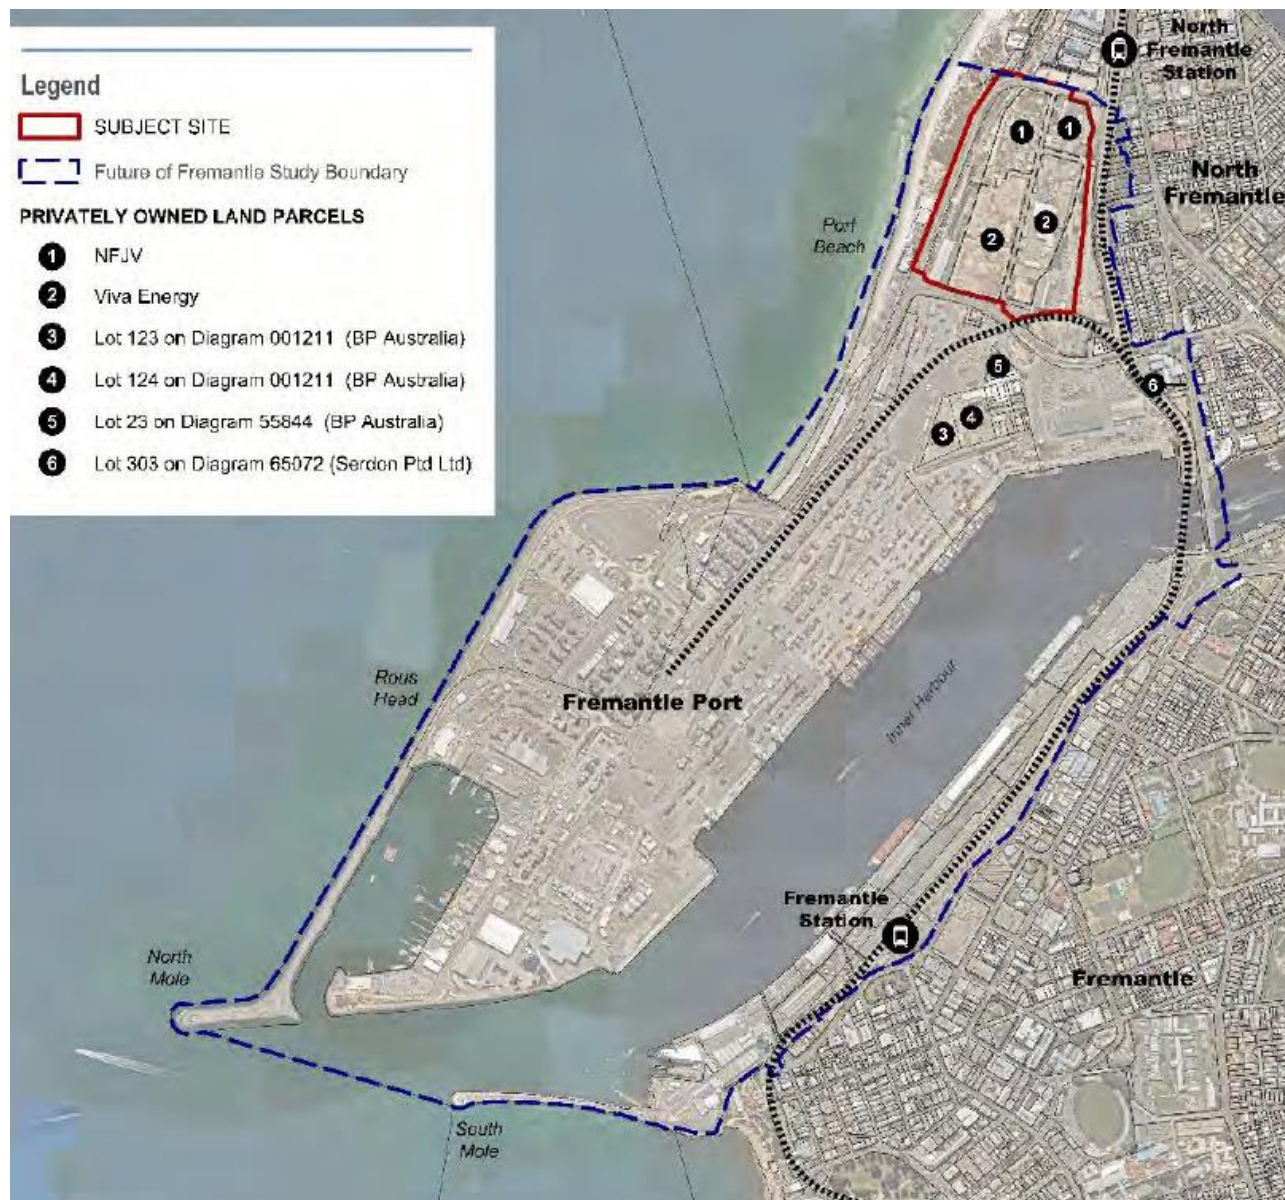 Legend
SUBJECT SITE
Future of Fremantle Study Boundary
PRIVATELY OWNED LAND PARCELS
1 NFJV
2 Viva Energy
3 Lot 123 on Diagram 001211 (BP Australia)
4 Lot 124 on Diagram 001211 (BP Australia)
5 Lot 23 on Diagram 55844 (BP Australia)
6 Lot 303 on Diagram 65072 (Serdon Ptd Ltd)
North
Fremantle
Station
1
1
North
Fremantle
Port
Beach
2
2
5
6
4
3
Rous
Head
Fremantle Port
Inner Harbour
Fremantle
Station
North
Mole
Fremantle
South
Mole